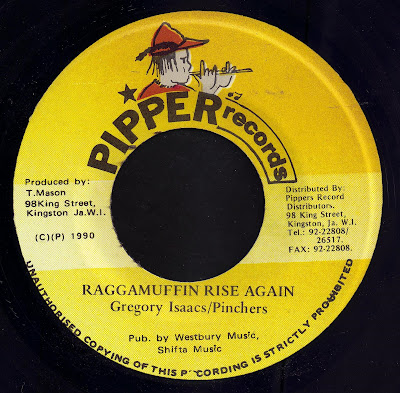 PIPPER records
Produced by:
T.Mason
98King Street,
Kingston Ja.W.I.
(C)(P) 1990
Distributed By:
Pippers Record
Distributors.
98 King Street,
Kingston, Ja. W.I.
Tel.: 92-22808/
26517.
FAX: 92-22808.
RAGGAMUFFIN RISE AGAIN
Gregory Isaacs/Pinchers
Pub. by Westbury Music,
Shifta Music
UNAUTHORISED COPYING OF THIS CORDING IS STRICTLY PROHIBITED